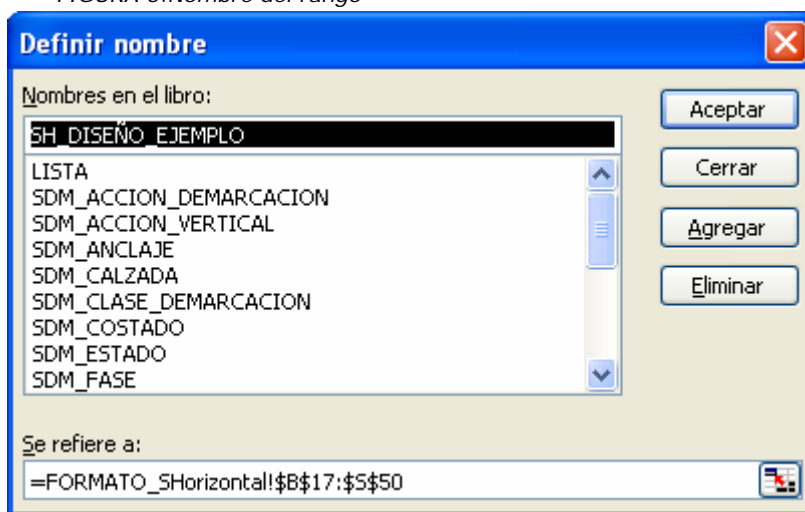 Definir nombre
Nombres en el libro:
SH_DISEÑO_EJEMPLO
LISTA
SDM_ACCION_DEMARCACION
SDM_ACCION_VERTICAL
SDM_ANCLAJE
SDM_CALZADA
SDM_CLASE_DEMARCACION
SDM_COSTADO
SDM_ESTADO
SDM_FASE
Aceptar
Cerrar
Agregar
Eliminar
Se refiere a:
=FORMATO_SHorizontal!$B$17:$S$50